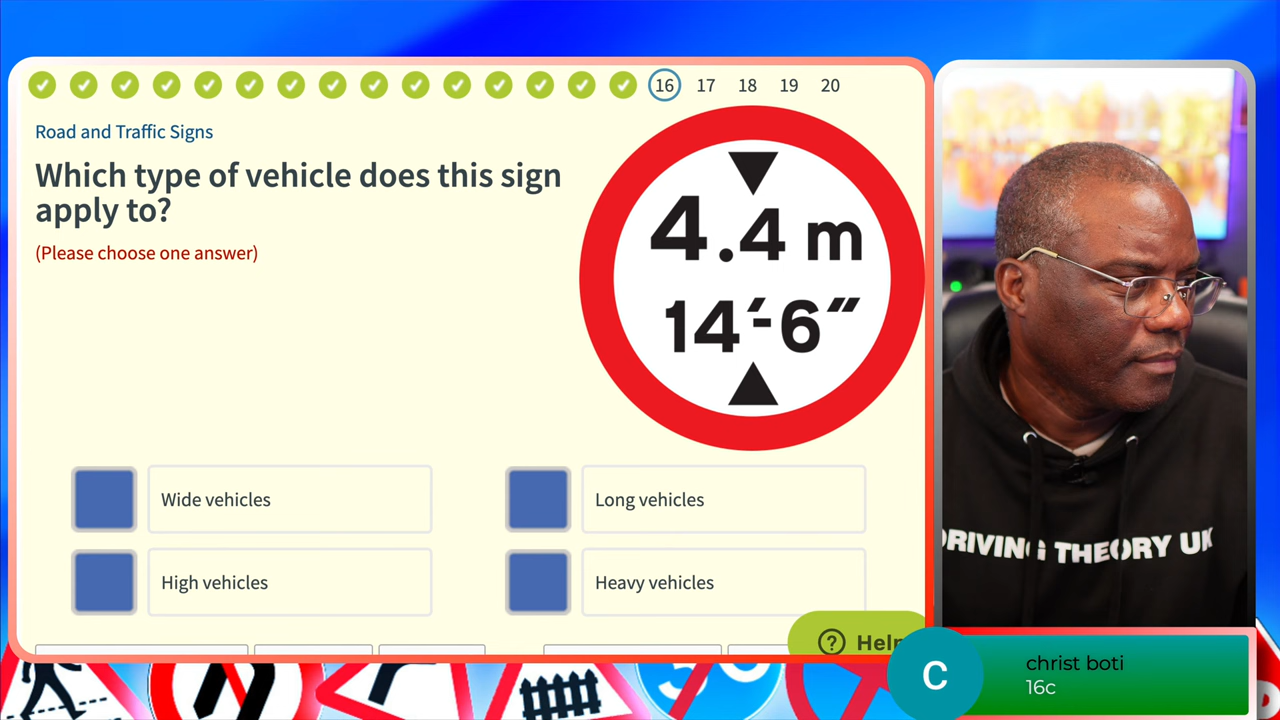 16 17 18 19 20
Road and Traffic Signs
Which type of vehicle does this sign
apply to?
(Please choose one answer)
4.4 m
14′-6″
Wide vehicles
Long vehicles
High vehicles
Heavy vehicles
? Help
DRIVING THEORY UK
C
christ boti
16c